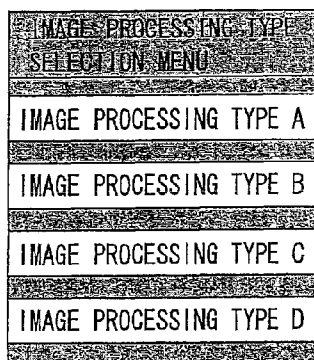 IMAGE PROCESSING TYPE
SELECTION MENU
IMAGE PROCESSING TYPE A
IMAGE PROCESSING TYPE B
IMAGE PROCESSING TYPE C
IMAGE PROCESSING TYPE D